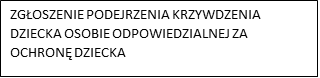 ZGŁOSZENIE PODEJRZENIA KRZYWDZENIA
DZIECKA OSOBIE ODPOWIEDZIALNEJ ZA
OCHRONĘ DZIECKA